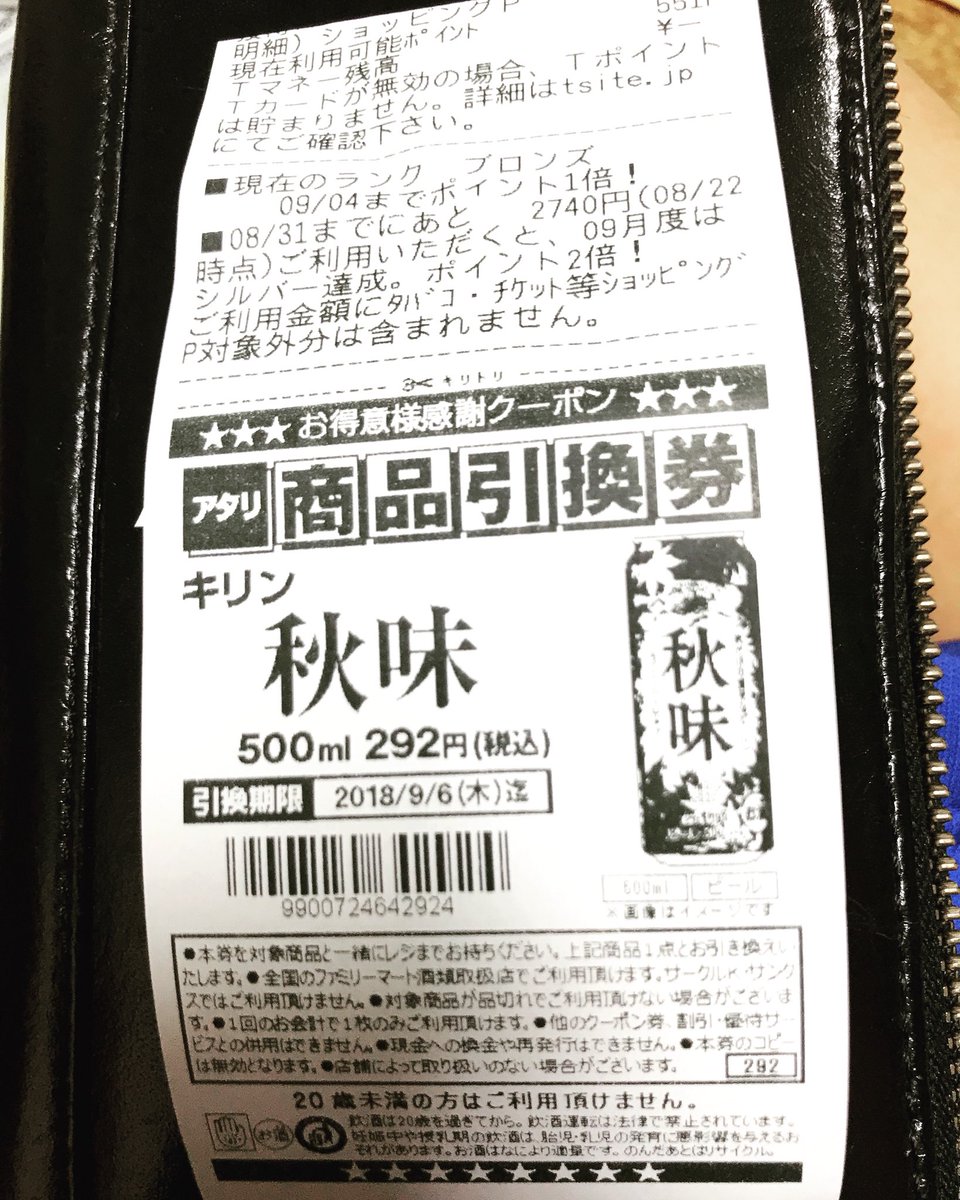 明細)ショッピングP 551P
現在利用可能ポイント ¥ー
Tマネー残高
Tカードが無効の場合、Tポイント
は貯まりません。詳細はtsite.jp
にてご確認下さい。
■現在のランク ブロンズ
09/04までポイント1倍!
■08/31までにあと 2740円(08/22
時点)ご利用いただくと、09月度は
シルバー達成。ポイント2倍!
ご利用金額にタバコ・チケット等ショッピング
P対象外分は含まれません。
キリトリ
★★★お得意様感謝クーポン★★★
アタリ 商品引換券
キリン
秋味
500ml 292円(税込)
引換期限 2018/9/6(木)迄
9900724642924
秋味
500ml ビール
※画像はイメージです
●本券を対象商品と一緒にレジまでお持ちください。上記商品1点とお引き換えい
たします。●全国のファミリーマート酒類取扱店でご利用頂けます。サークルK・サンク
スではご利用頂けません。●対象商品が品切れでご利用頂けない場合がございま
す。●1回のお会計で1枚のみご利用頂けます。●他のクーポン券、割引・優待サー
ビスとの併用はできません。●現金への換金や再発行はできません。●本券のコピー
は無効となります。●店舗によって取り扱いのない場合がございます。 292
20歳未満の方はご利用頂けません。
お酒
飲酒は20歳を過ぎてから。飲酒運転は法律で禁止されています。
妊娠中や授乳期の飲酒は、胎児・乳児の発育に悪影響を与えるお
それがあります。お酒はなにより適量です。のんだあとはリサイクル。
★★★★★★★